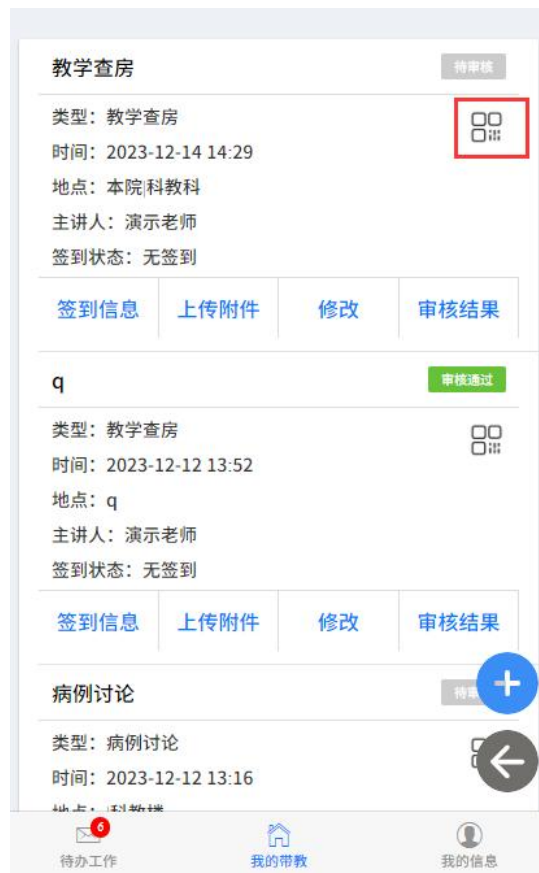 教学查房 待审核
类型：教学查房
时间：2023-12-14 14:29
地点：本院|科教科
主讲人：演示老师
签到状态：无签到
签到信息 上传附件 修改 审核结果
q 审核通过
类型：教学查房
时间：2023-12-12 13:52
地点：q
主讲人：演示老师
签到状态：无签到
签到信息 上传附件 修改 审核结果
病例讨论 待
类型：病例讨论
时间：2023-12-12 13:16
6
待办工作 我的带教 我的信息